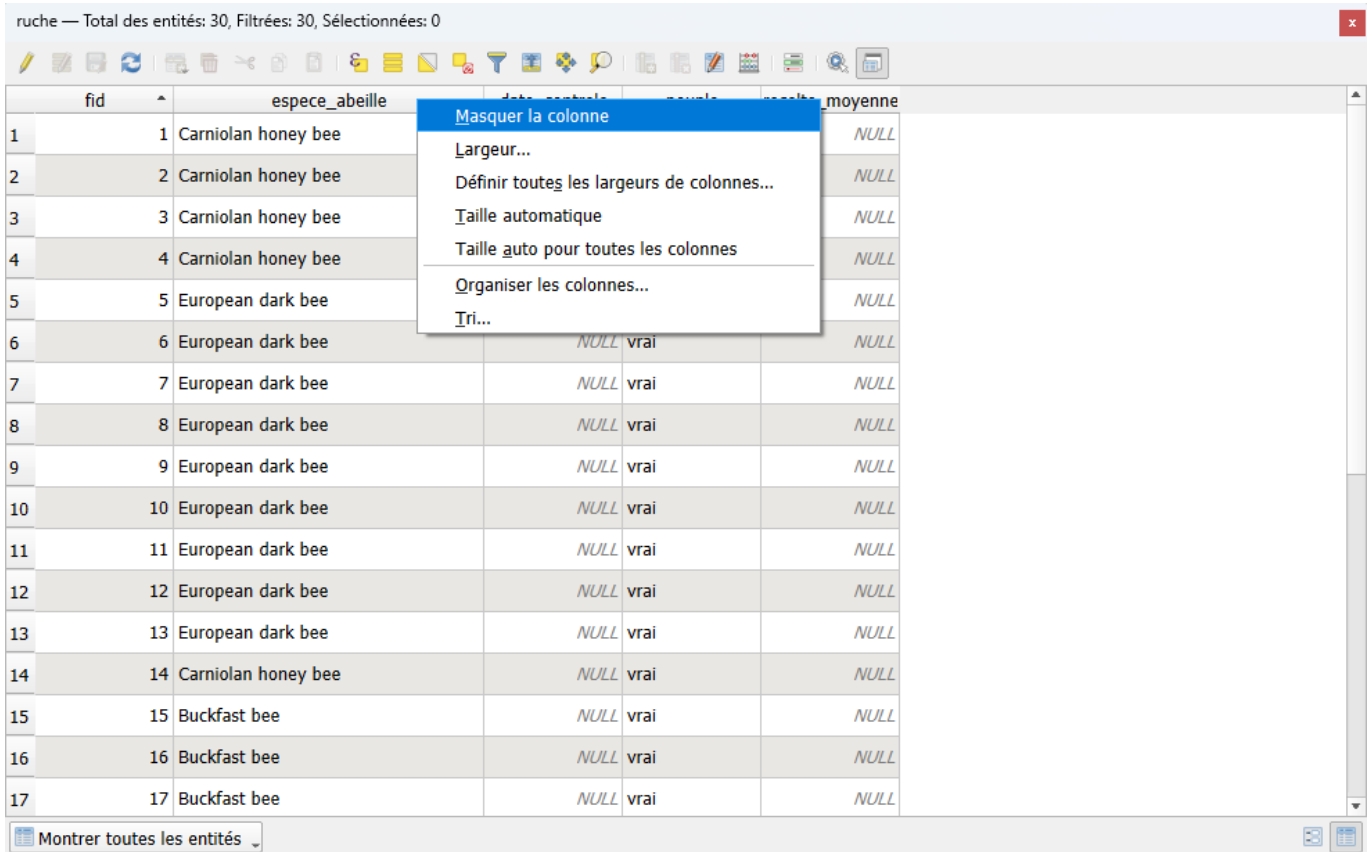 ruche — Total des entités: 30, Filtrées: 30, Sélectionnées: 0
fid espece_abeille date_controle peuple recolte_moyenne
Masquer la colonne
Largeur...
Définir toutes les largeurs de colonnes...
Taille automatique
Taille auto pour toutes les colonnes
Organiser les colonnes...
Tri...
1 1 Carniolan honey bee NULL
2 2 Carniolan honey bee NULL
3 3 Carniolan honey bee NULL
4 4 Carniolan honey bee NULL
5 5 European dark bee NULL
6 6 European dark bee NULL vrai NULL
7 7 European dark bee NULL vrai NULL
8 8 European dark bee NULL vrai NULL
9 9 European dark bee NULL vrai NULL
10 10 European dark bee NULL vrai NULL
11 11 European dark bee NULL vrai NULL
12 12 European dark bee NULL vrai NULL
13 13 European dark bee NULL vrai NULL
14 14 Carniolan honey bee NULL vrai NULL
15 15 Buckfast bee NULL vrai NULL
16 16 Buckfast bee NULL vrai NULL
17 17 Buckfast bee NULL vrai NULL
Montrer toutes les entités